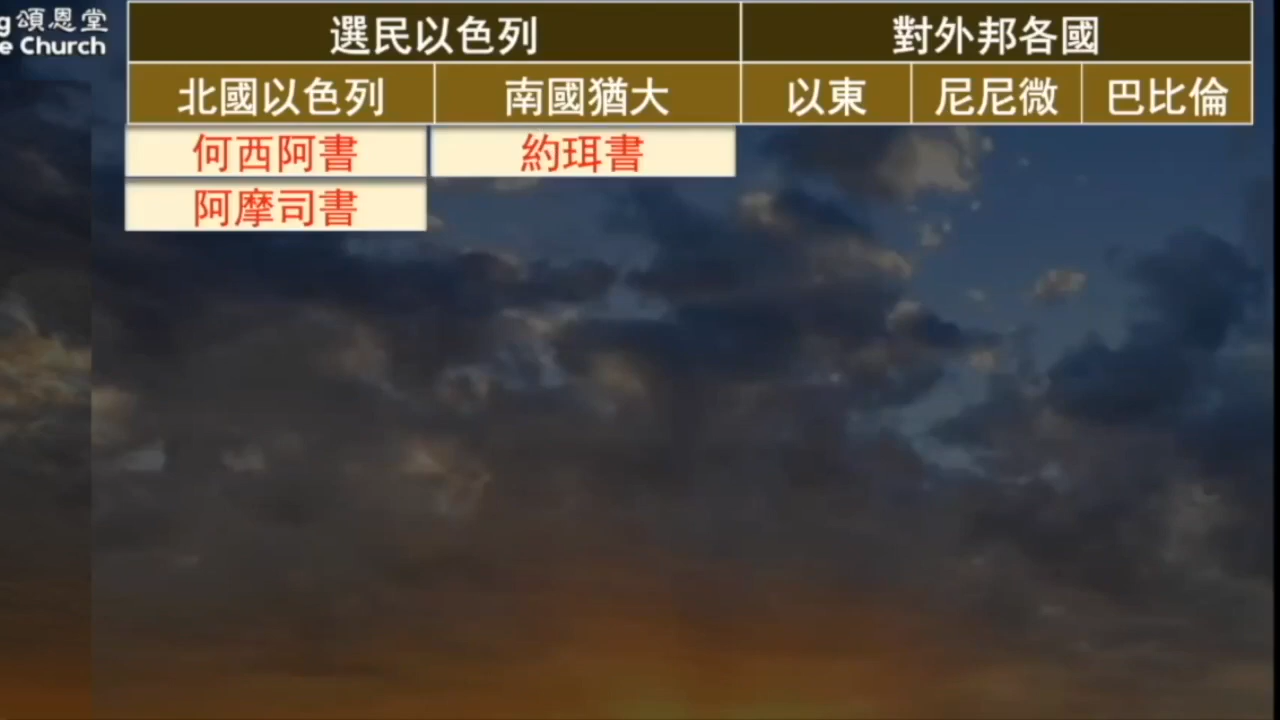 g 頌恩堂
e Church
選民以色列 對外邦各國
北國以色列 南國猶大 以東 尼尼微 巴比倫
何西阿書 約珥書
阿摩司書